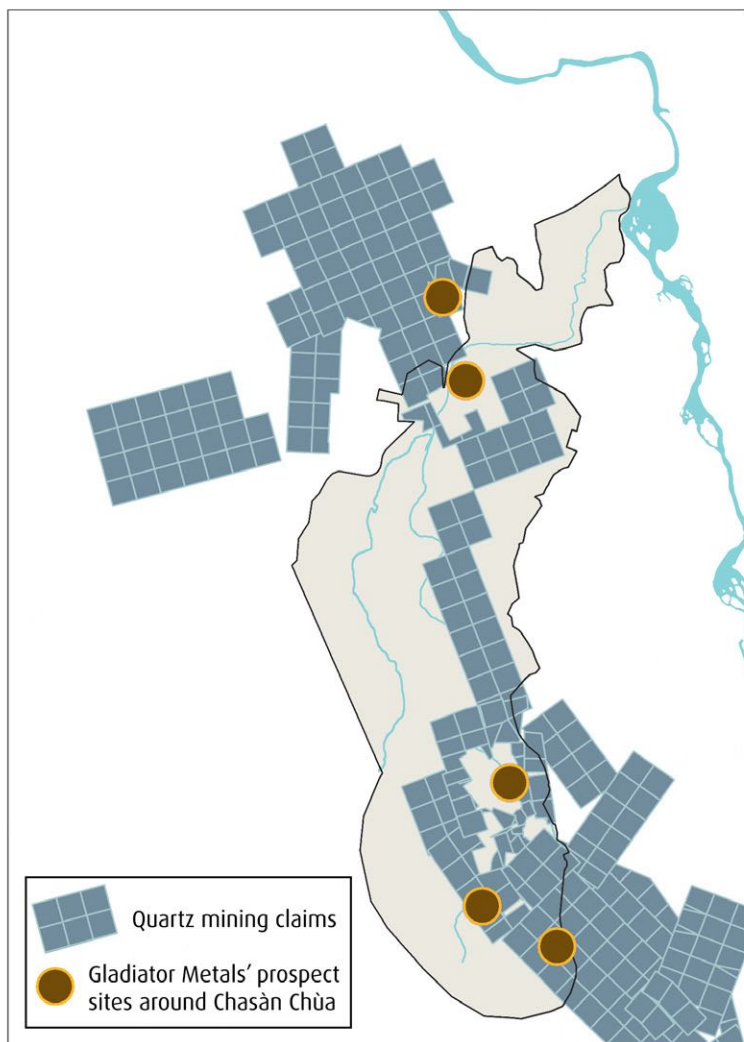 Quartz mining claims
Gladiator Metals’ prospect
sites around Chasàn Chùa